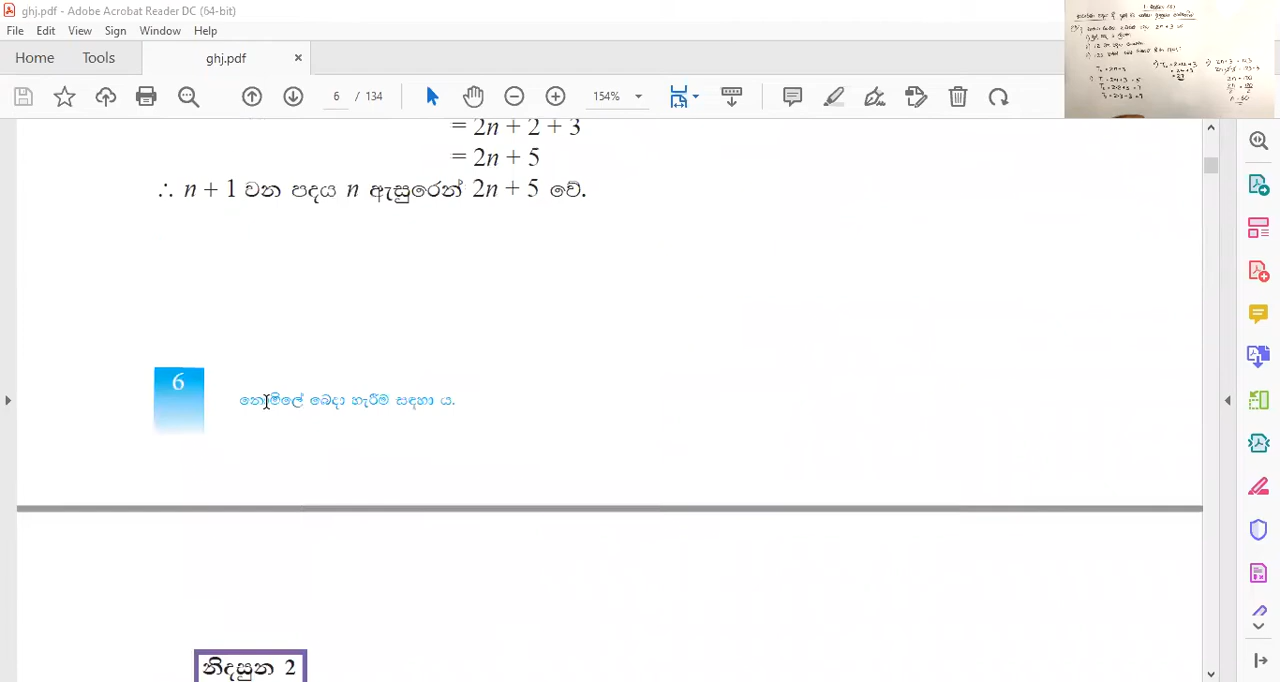 ghj.pdf - Adobe Acrobat Reader DC (64-bit)
File Edit View Sign Window Help
Home Tools ghj.pdf ×
6 / 134 154%
= 2n + 2 + 3
= 2n + 5
∴ n + 1 වන පදය n ඇසුරෙන් 2n + 5 වේ.
6
නොමිලේ බෙදා හැරීම සඳහා ය.
නිදසුන 2